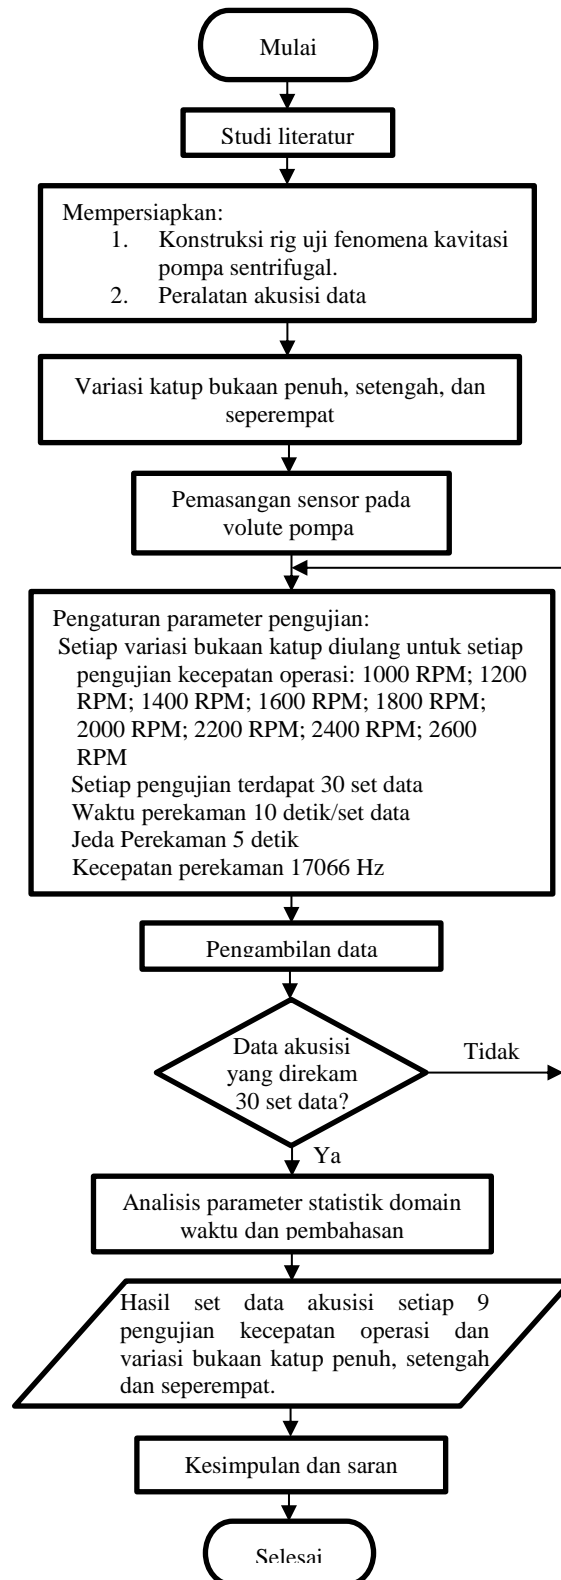 Mulai
Studi literatur
Mempersiapkan:
1. Konstruksi rig uji fenomena kavitasi
pompa sentrifugal.
2. Peralatan akusisi data
Variasi katup bukaan penuh, setengah, dan
seperempat
Pemasangan sensor pada
volute pompa
Pengaturan parameter pengujian:
Setiap variasi bukaan katup diulang untuk setiap
pengujian kecepatan operasi: 1000 RPM; 1200
RPM; 1400 RPM; 1600 RPM; 1800 RPM;
2000 RPM; 2200 RPM; 2400 RPM; 2600
RPM
Setiap pengujian terdapat 30 set data
Waktu perekaman 10 detik/set data
Jeda Perekaman 5 detik
Kecepatan perekaman 17066 Hz
Pengambilan data
Data akusisi
yang direkam
30 set data?
Tidak
Ya
Analisis parameter statistik domain
waktu dan pembahasan
Hasil set data akusisi setiap 9
pengujian kecepatan operasi dan
variasi bukaan katup penuh, setengah
dan seperempat.
Kesimpulan dan saran
Selesai